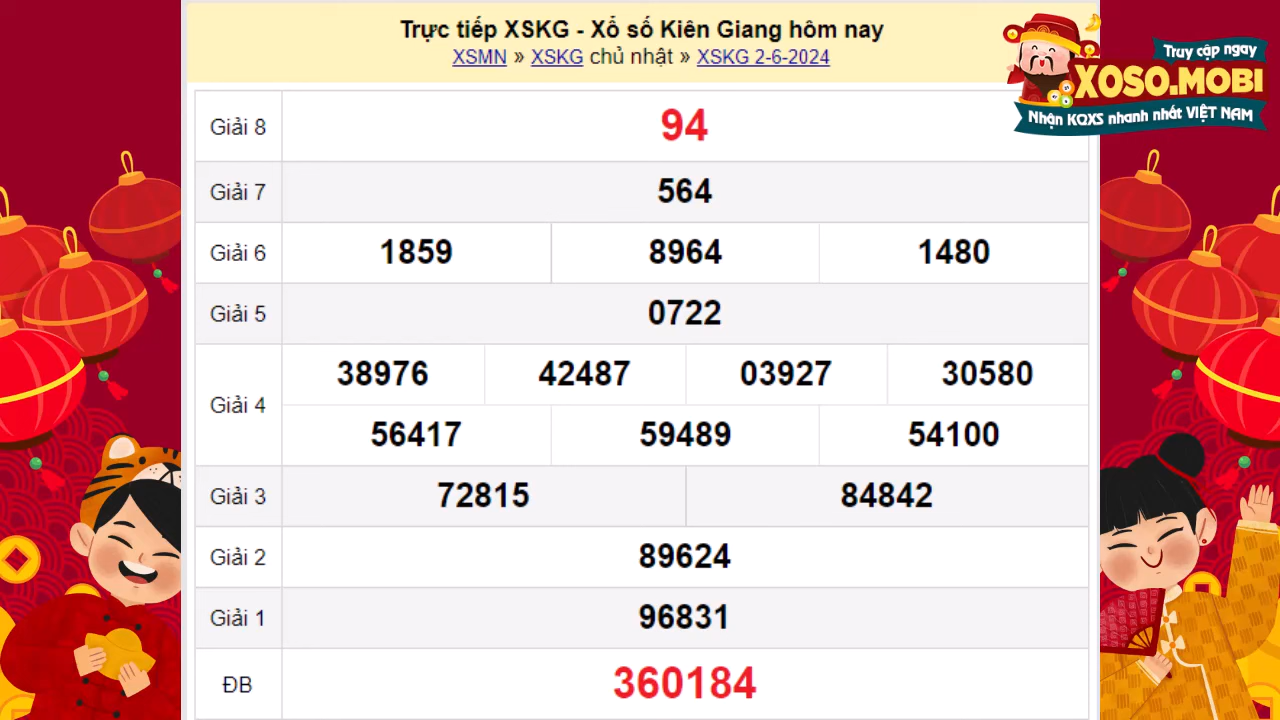 Trực tiếp XSKG - Xổ số Kiên Giang hôm nay
XSMN » XSKG chủ nhật » XSKG 2-6-2024
Truy cập ngay
XOSO.MOBI
Nhận KQXS nhanh nhất VIỆT NAM
Giải 8 94
Giải 7 564
Giải 6 1859 8964 1480
Giải 5 0722
Giải 4 38976 42487 03927 30580
56417 59489 54100
Giải 3 72815 84842
Giải 2 89624
Giải 1 96831
ĐB 360184